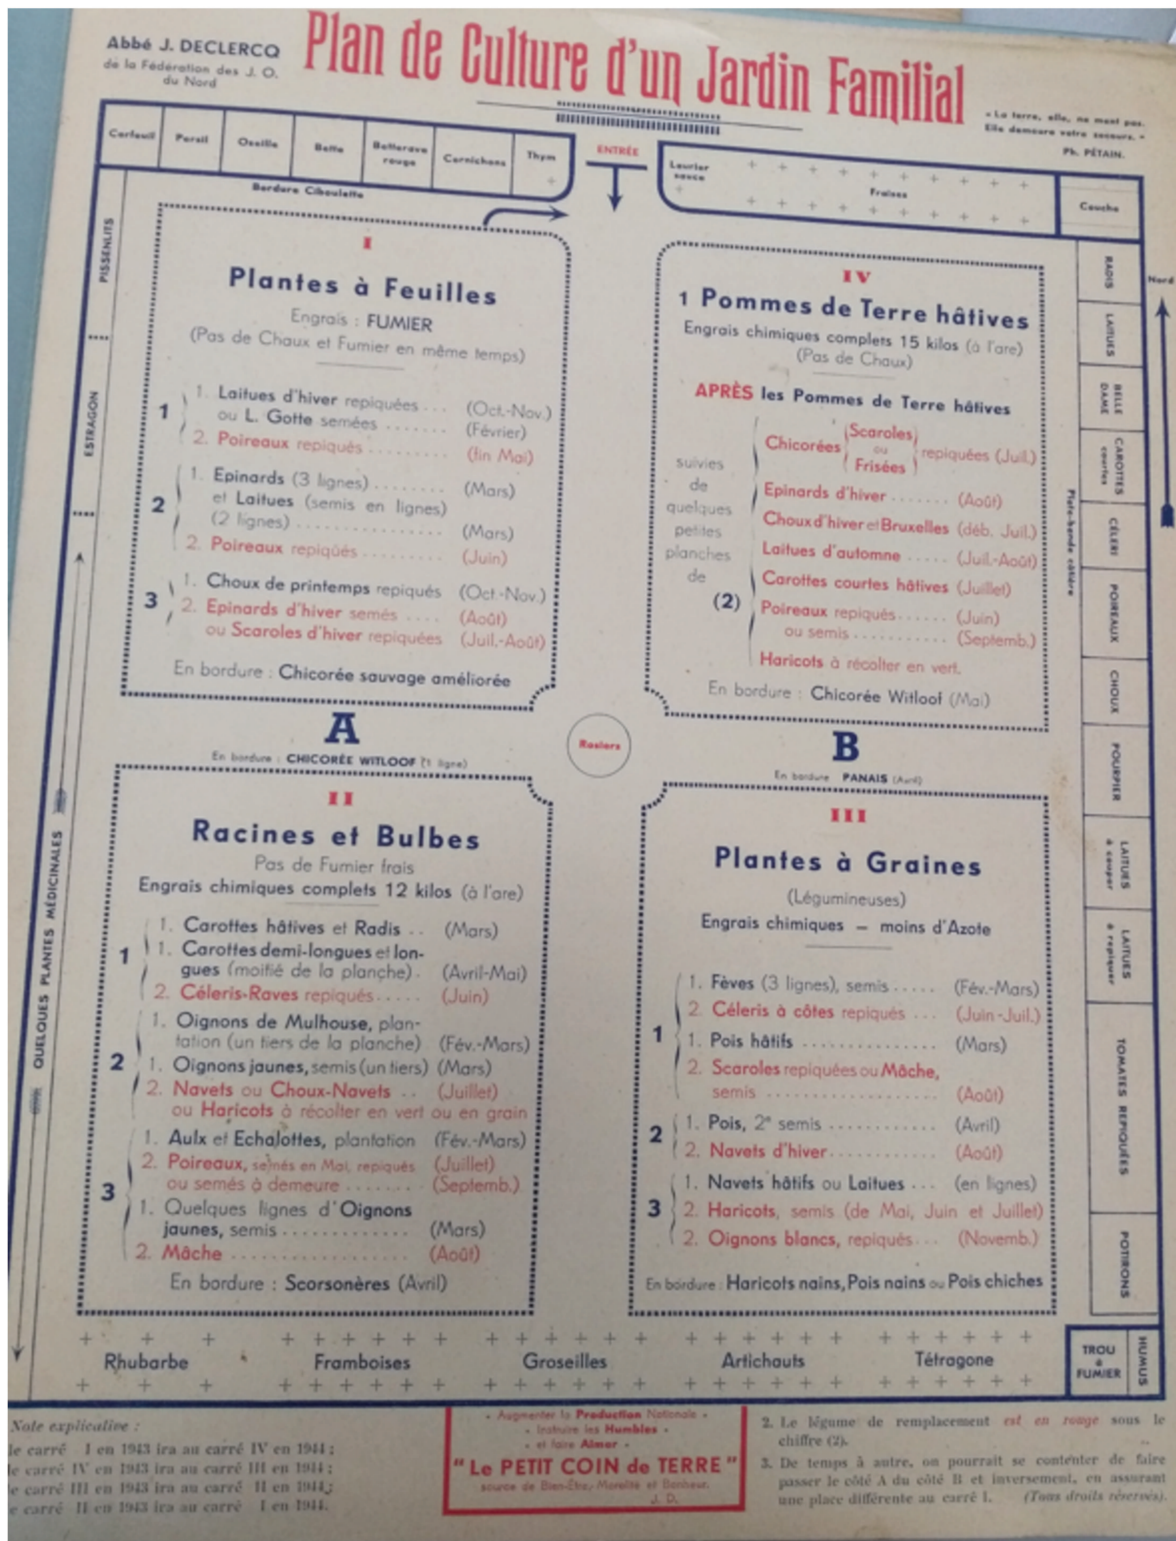 Abbé J. DECLERCQ
de la Fédération des J. O.
du Nord
Plan de Culture d'un Jardin Familial
« La terre, elle, ne ment pas.
Elle demeure votre secours. »
Ph. PÉTAIN.
Cerfeuil
Persil
Oseille
Bette
Betterave
rouge
Cornichons
Thym
ENTRÉE
Laurier
sauce
Fraises
Couche
Bordure Ciboulette
PISSENLITS
ESTRAGON
QUELQUES PLANTES MÉDICINALES
I
Plantes à Feuilles
Engrais : FUMIER
(Pas de Chaux et Fumier en même temps)
1
1. Laitues d'hiver repiquées ... (Oct.-Nov.)
ou L. Gotte semées ....... (Février)
2. Poireaux repiqués ......... (fin Mai)
2
1. Epinards (3 lignes) ........ (Mars)
et Laitues (semis en lignes)
(2 lignes) ................ (Mars)
2. Poireaux repiqués ......... (Juin)
3
1. Choux de printemps repiqués (Oct.-Nov.)
2. Epinards d'hiver semés .... (Août)
ou Scaroles d'hiver repiquées (Juil.-Août)
En bordure : Chicorée sauvage améliorée
IV
1 Pommes de Terre hâtives
Engrais chimiques complets 15 kilos (à l'are)
(Pas de Chaux)
APRÈS les Pommes de Terre hâtives
suivies
de
quelques
petites
planches
de
(2)
Chicorées Scaroles ou Frisées repiquées (Juil.)
Epinards d'hiver ...... (Août)
Choux d'hiver et Bruxelles (déb. Juil.)
Laitues d'automne ..... (Juil.-Août)
Carottes courtes hâtives (Juillet)
Poireaux repiqués...... (Juin)
ou semis .......... (Septemb.)
Haricots à récolter en vert.
En bordure : Chicorée Witloof (Mai)
Nord
Plate-bande côtière
RADIS
LAITUES
BELLE
DAME
CAROTTES
courtes
CÉLERI
POIREAUX
CHOUX
POURPIER
LAITUES
à couper
LAITUES
à repiquer
TOMATES REPIQUÉES
POTIRONS
A
En bordure : CHICORÉE WITLOOF (1 ligne)
Rosiers
B
En bordure PANAIS (Avril)
II
Racines et Bulbes
Pas de Fumier frais
Engrais chimiques complets 12 kilos (à l'are)
1
1. Carottes hâtives et Radis .. (Mars)
1. Carottes demi-longues et lon-
gues (moitié de la planche). (Avril-Mai)
2. Céleris-Raves repiqués..... (Juin)
2
1. Oignons de Mulhouse, plan-
tation (un tiers de la planche) (Fév.-Mars)
1. Oignons jaunes, semis (un tiers) (Mars)
2. Navets ou Choux-Navets .. (Juillet)
ou Haricots à récolter en vert ou en grain
3
1. Aulx et Echalottes, plantation (Fév.-Mars)
2. Poireaux, semés en Mai, repiqués (Juillet)
ou semés à demeure ........ (Septemb.)
1. Quelques lignes d'Oignons
jaunes, semis ............. (Mars)
2. Mâche .................. (Août)
En bordure : Scorsonères (Avril)
III
Plantes à Graines
(Légumineuses)
Engrais chimiques – moins d'Azote
1
1. Fèves (3 lignes), semis ..... (Fév.-Mars)
2. Céleris à côtes repiqués ... (Juin-Juil.)
1. Pois hâtifs .............. (Mars)
2. Scaroles repiquées ou Mâche,
semis .................. (Août)
2
1. Pois, 2e semis ............ (Avril)
2. Navets d'hiver............ (Août)
3
1. Navets hâtifs ou Laitues ... (en lignes)
2. Haricots, semis (de Mai, Juin et Juillet)
2. Oignons blancs, repiqués... (Novemb.)
En bordure : Haricots nains, Pois nains ou Pois chiches
Rhubarbe
Framboises
Groseilles
Artichauts
Tétragone
TROU
à
FUMIER
HUMUS
Note explicative :
le carré I en 1943 ira au carré IV en 1944 ;
le carré IV en 1943 ira au carré III en 1944 ;
e carré III en 1943 ira au carré II en 1944 ;
e carré II en 1943 ira au carré I en 1944.
- Augmenter la Production Nationale -
- Instruire les Humbles -
- et faire Aimer -
" Le PETIT COIN de TERRE "
source de Bien-Être, Moralité et Bonheur.
J. D.
2. Le légume de remplacement est en rouge sous le
chiffre (2).
3. De temps à autre, on pourrait se contenter de faire
passer le côté A du côté B et inversement, en assurant
une place différente au carré I. (Tous droits réservés).